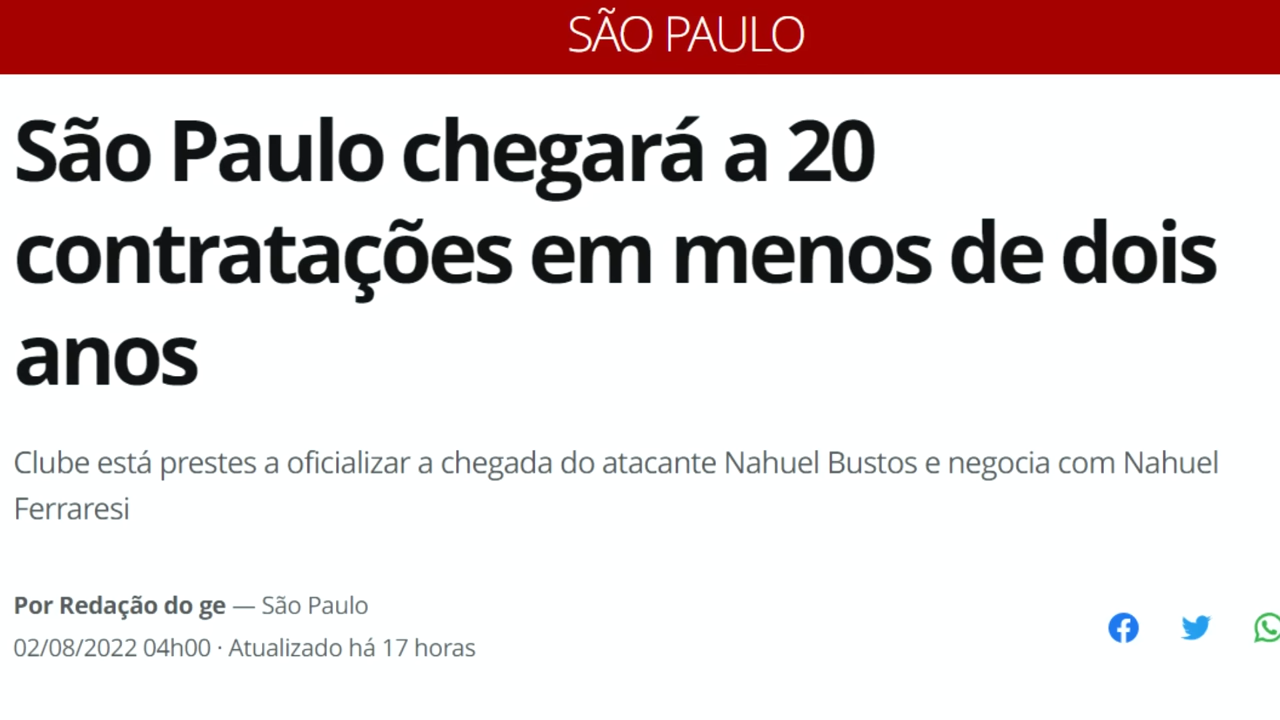 SÃO PAULO
São Paulo chegará a 20
contratações em menos de dois
anos
Clube está prestes a oficializar a chegada do atacante Nahuel Bustos e negocia com Nahuel
Ferraresi
Por Redação do ge — São Paulo
02/08/2022 04h00 · Atualizado há 17 horas